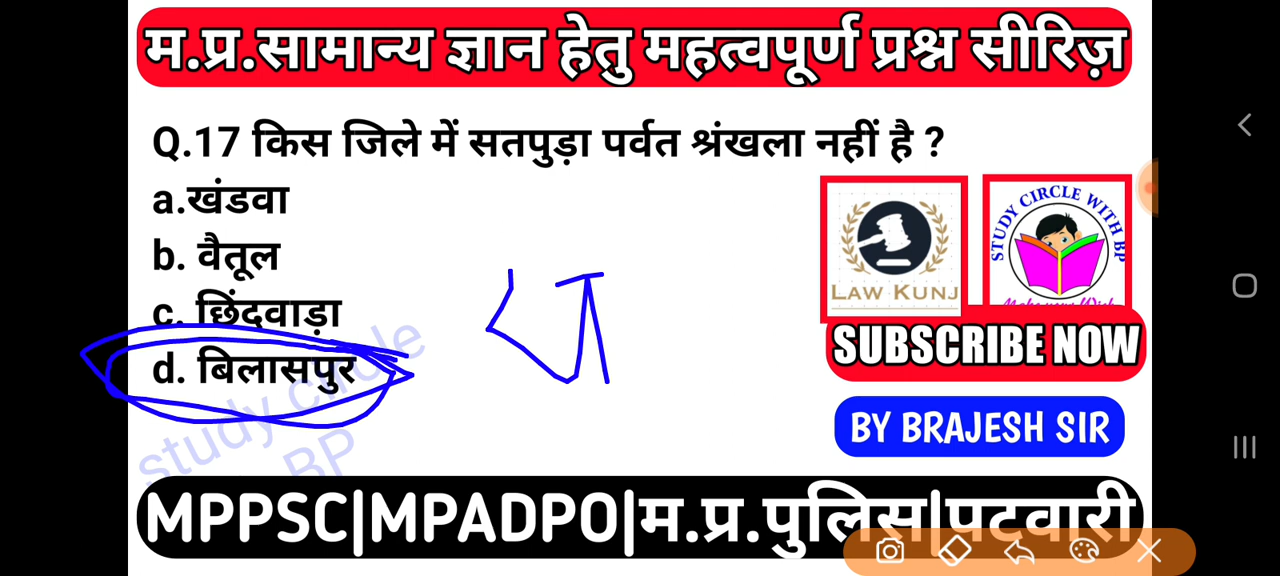 म.प्र.सामान्य ज्ञान हेतु महत्वपूर्ण प्रश्न सीरिज़
Q.17 किस जिले में सतपुड़ा पर्वत श्रंखला नहीं है ?
a.खंडवा
b. वैतूल
c. छिंदवाड़ा
d. बिलासपुर
study circle
BP
LAW KUNJ
STUDY CIRCLE WITH BP
SUBSCRIBE NOW
BY BRAJESH SIR
MPPSC|MPADPO|म.प्र.पुलिस|पटवारी